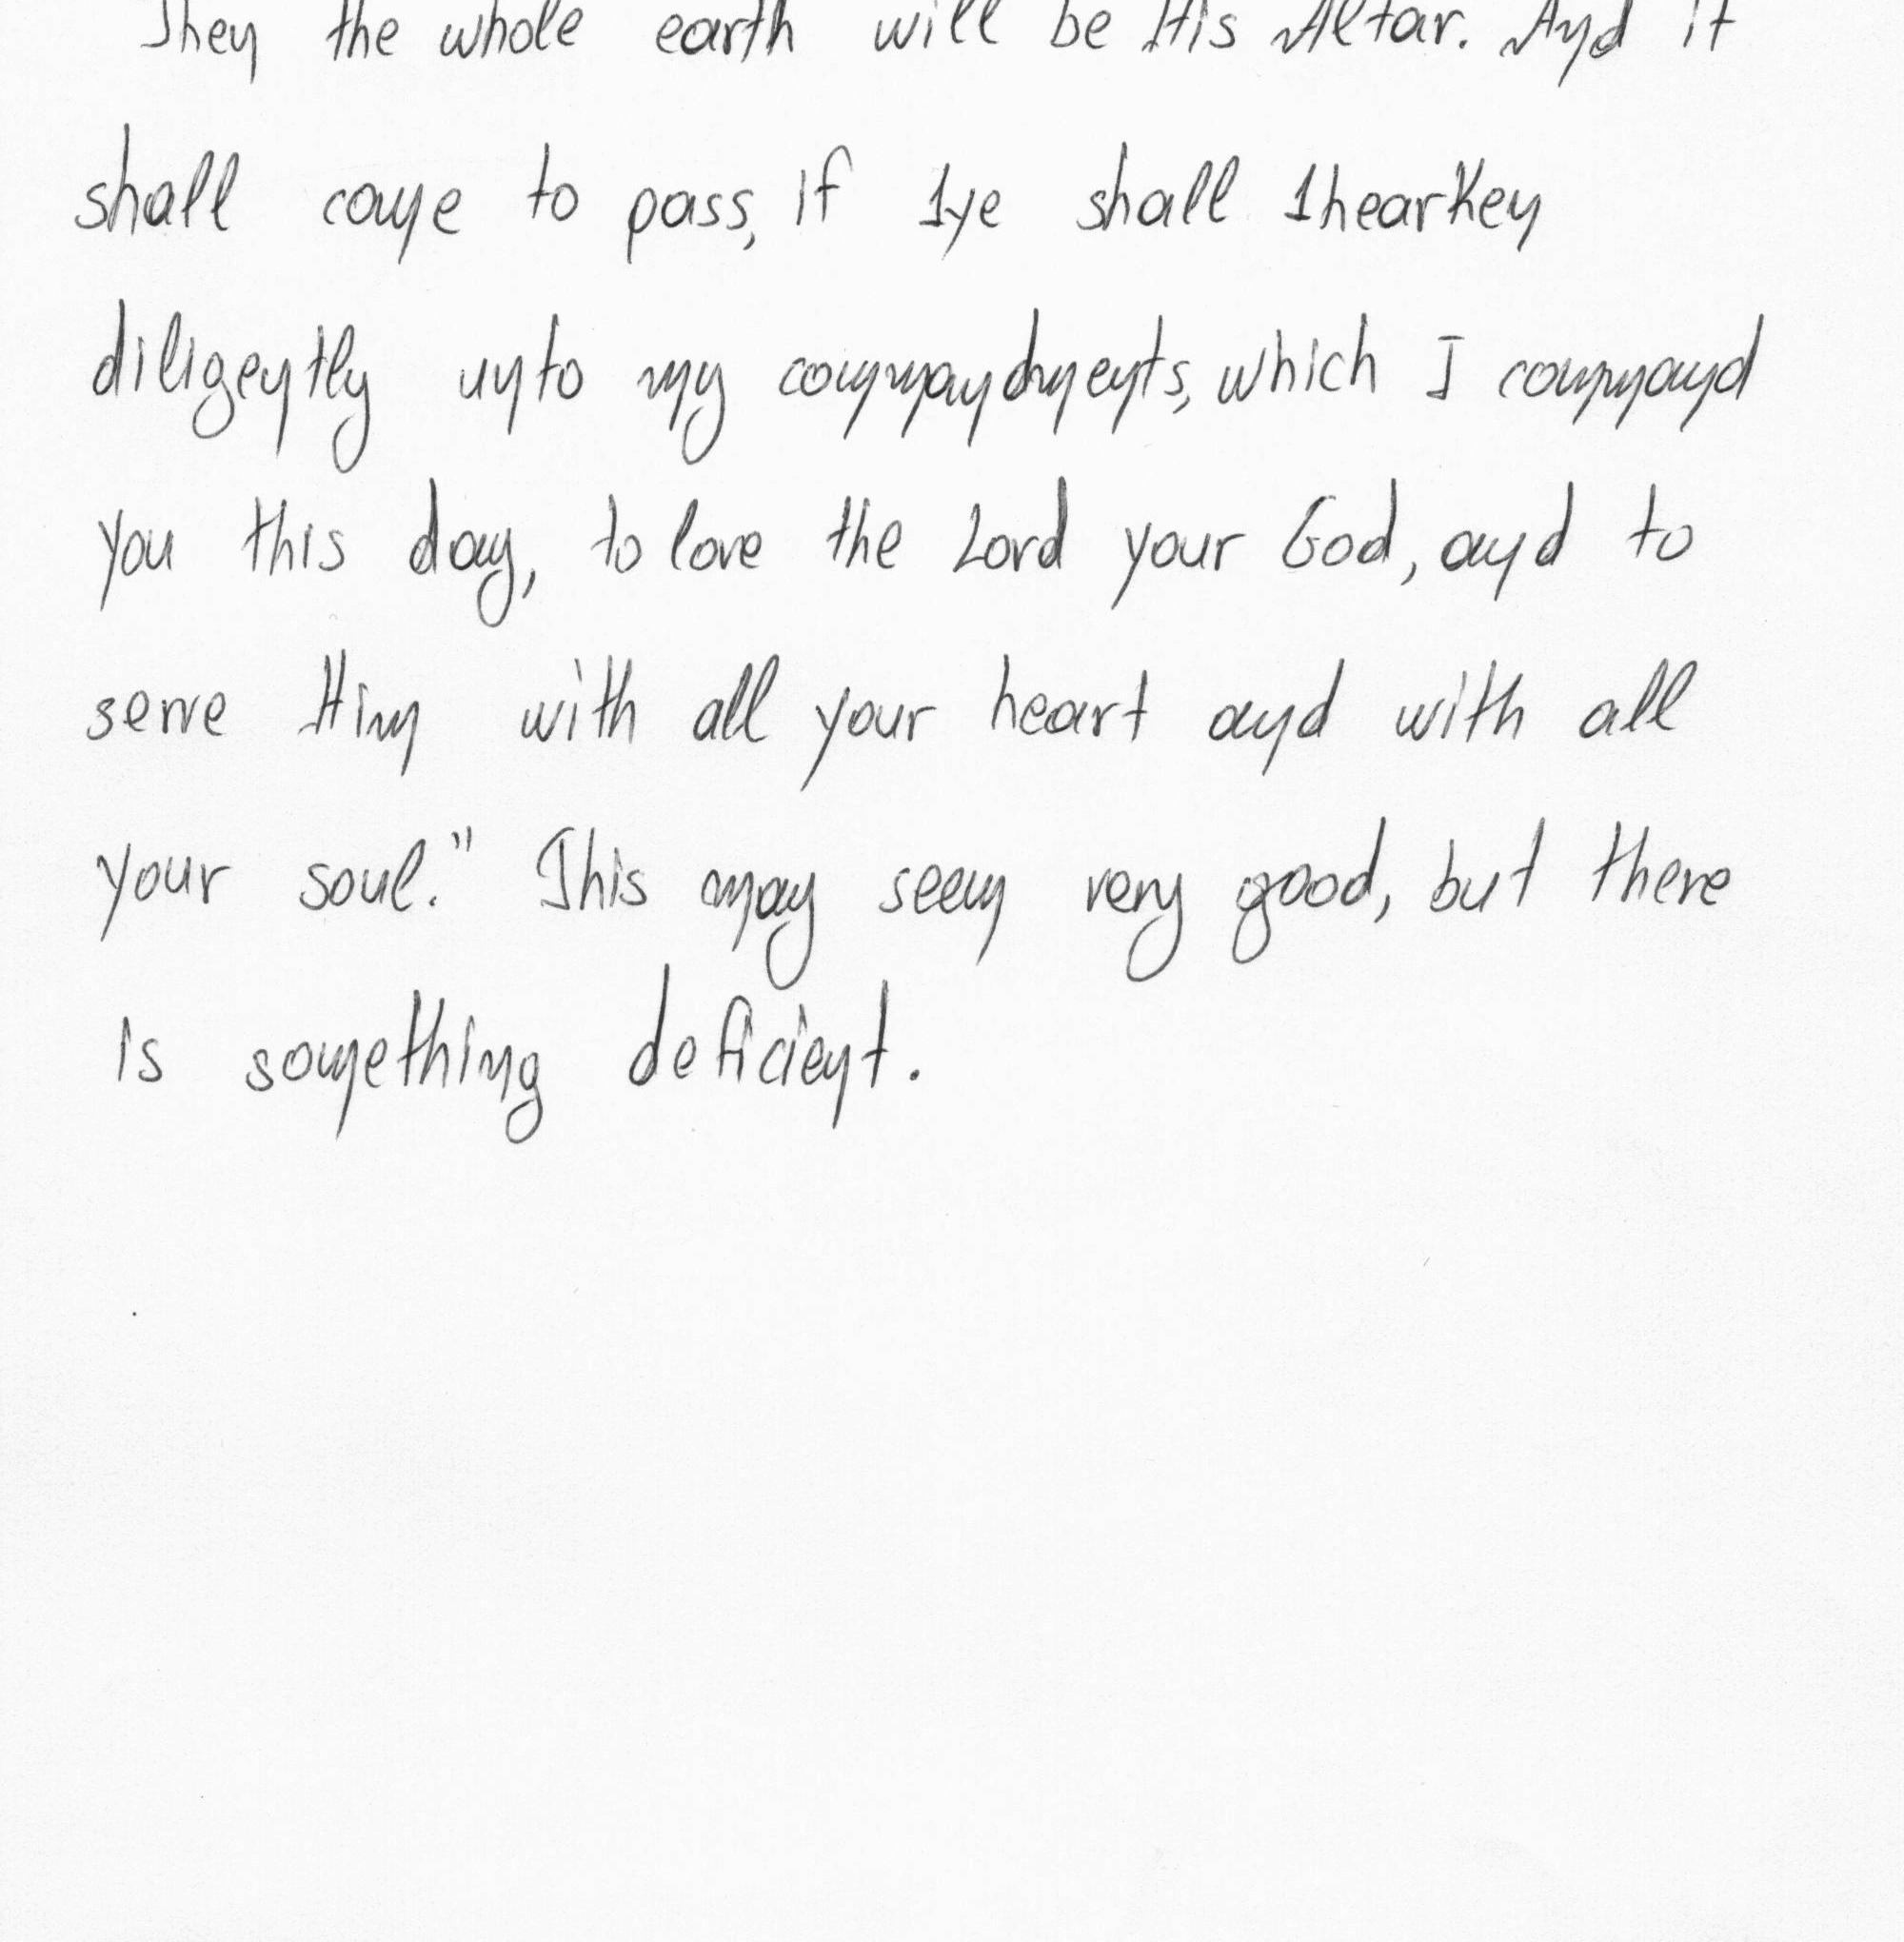 Then the whole earth will be His Altar. And it
shall come to pass, if 1ye shall 1hearken
diligently unto my commandments, which I command
you this day, to love the Lord your God, and to
serve Him with all your heart and with all
your soul." This may seem very good, but there
is something deficient.